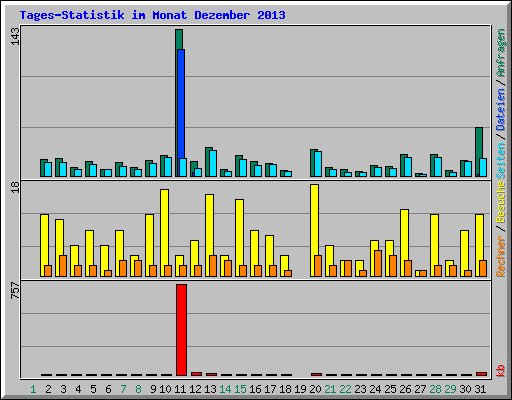 Tages-Statistik im Monat Dezember 2013
143
18
757
Rechner / Besuche Seiten / Dateien / Anfragen
kb
1 2 3 4 5 6 7 8 9 10 11 12 13 14 15 16 17 18 19 20 21 22 23 24 25 26 27 28 29 30 31